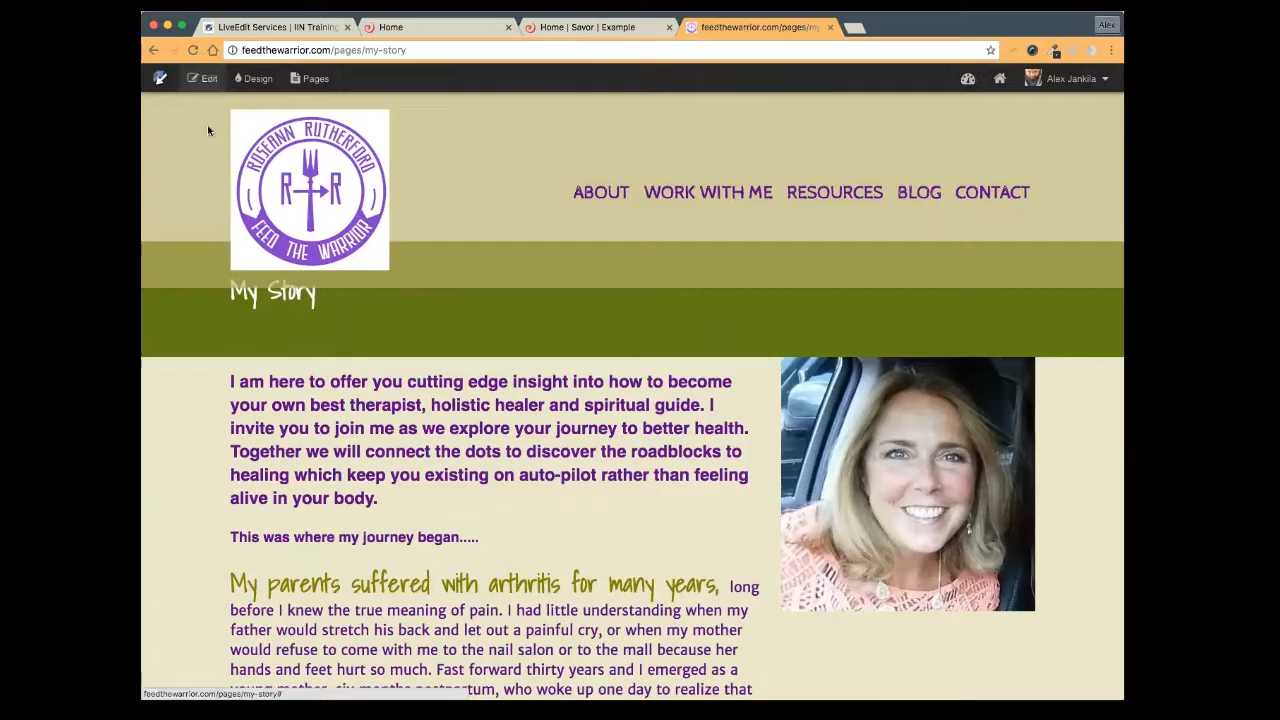 LiveEdit Services | IIN Training
Home
Home | Savor | Example
feedthewarrior.com/pages/my
Alex
feedthewarrior.com/pages/my-story
Edit
Design
Pages
Alex Jankila
ROSEANN RUTHERFORD
R R
FEED THE WARRIOR
ABOUT WORK WITH ME RESOURCES BLOG CONTACT
My Story
I am here to offer you cutting edge insight into how to become
your own best therapist, holistic healer and spiritual guide. I
invite you to join me as we explore your journey to better health.
Together we will connect the dots to discover the roadblocks to
healing which keep you existing on auto-pilot rather than feeling
alive in your body.
This was where my journey began.....
My parents suffered with arthritis for many years, long
before I knew the true meaning of pain. I had little understanding when my
father would stretch his back and let out a painful cry, or when my mother
would refuse to come with me to the nail salon or to the mall because her
hands and feet hurt so much. Fast forward thirty years and I emerged as a
young mother, six months postpartum, who woke up one day to realize that
feedthewarrior.com/pages/my-story#